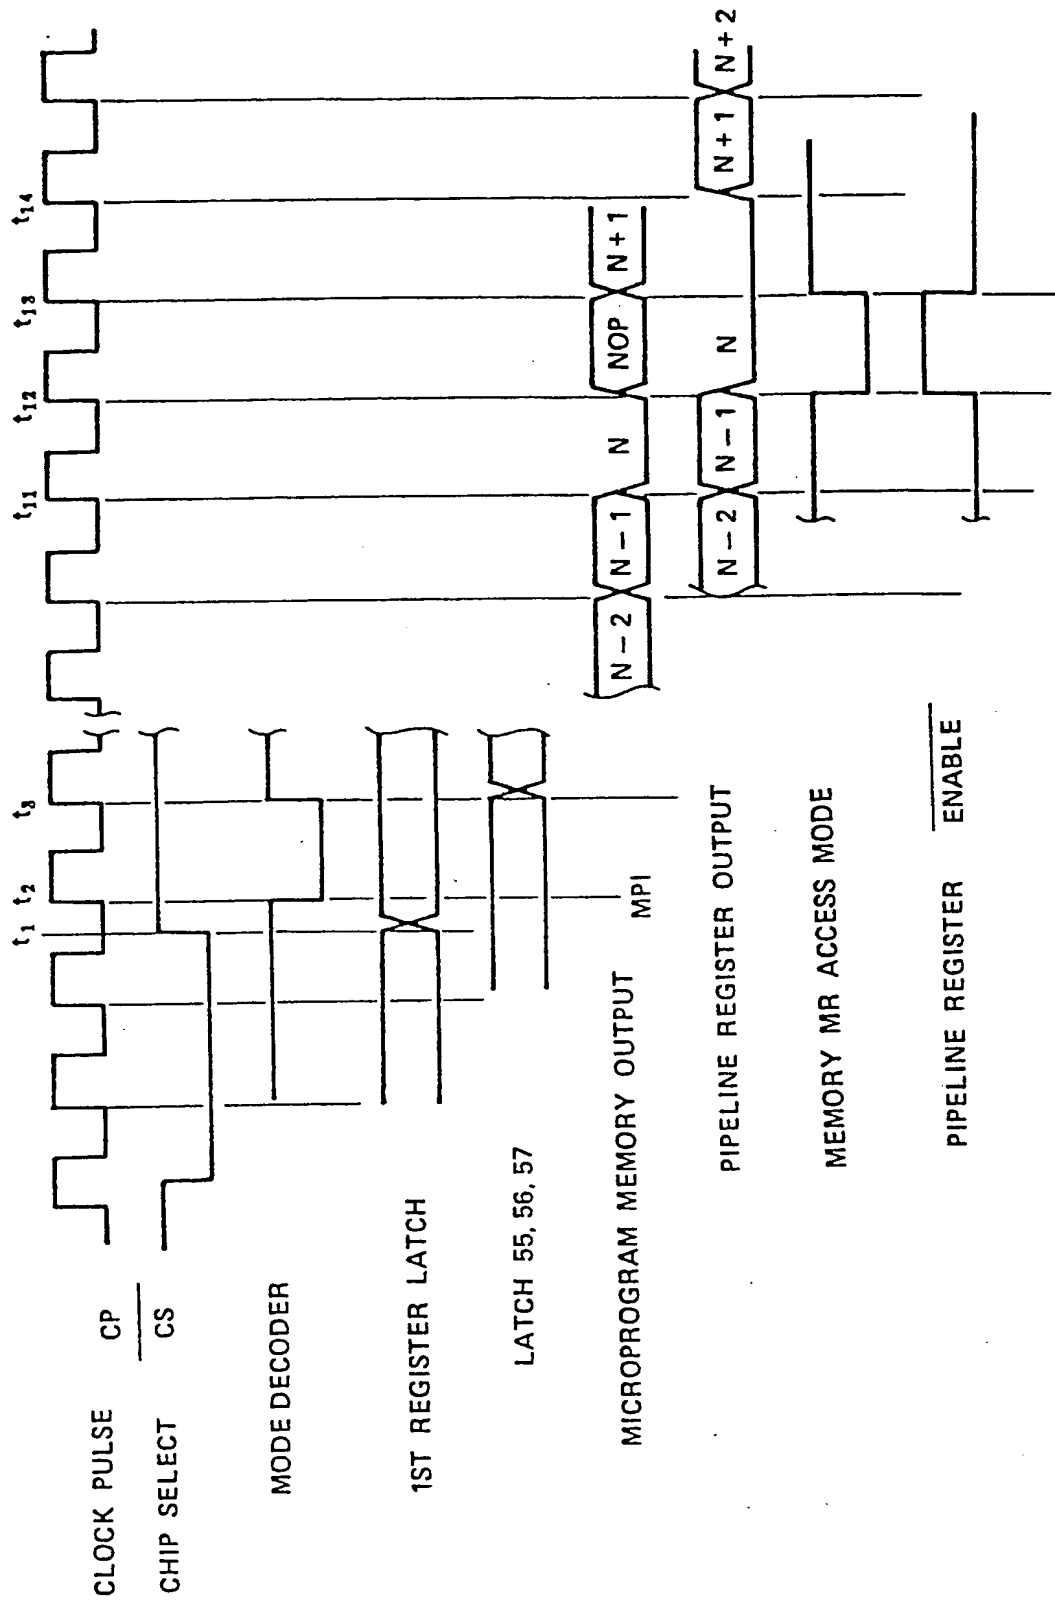 t1 t2 t3 t11 t12 t13 t14
CLOCK PULSE CP
CHIP SELECT CS
MODE DECODER
1ST REGISTER LATCH
LATCH 55, 56, 57
MPI
MICROPROGRAM MEMORY OUTPUT N−2 N−1 N NOP N+1
PIPELINE REGISTER OUTPUT N−2 N−1 N N+1 N+2
MEMORY MR ACCESS MODE
PIPELINE REGISTER ENABLE